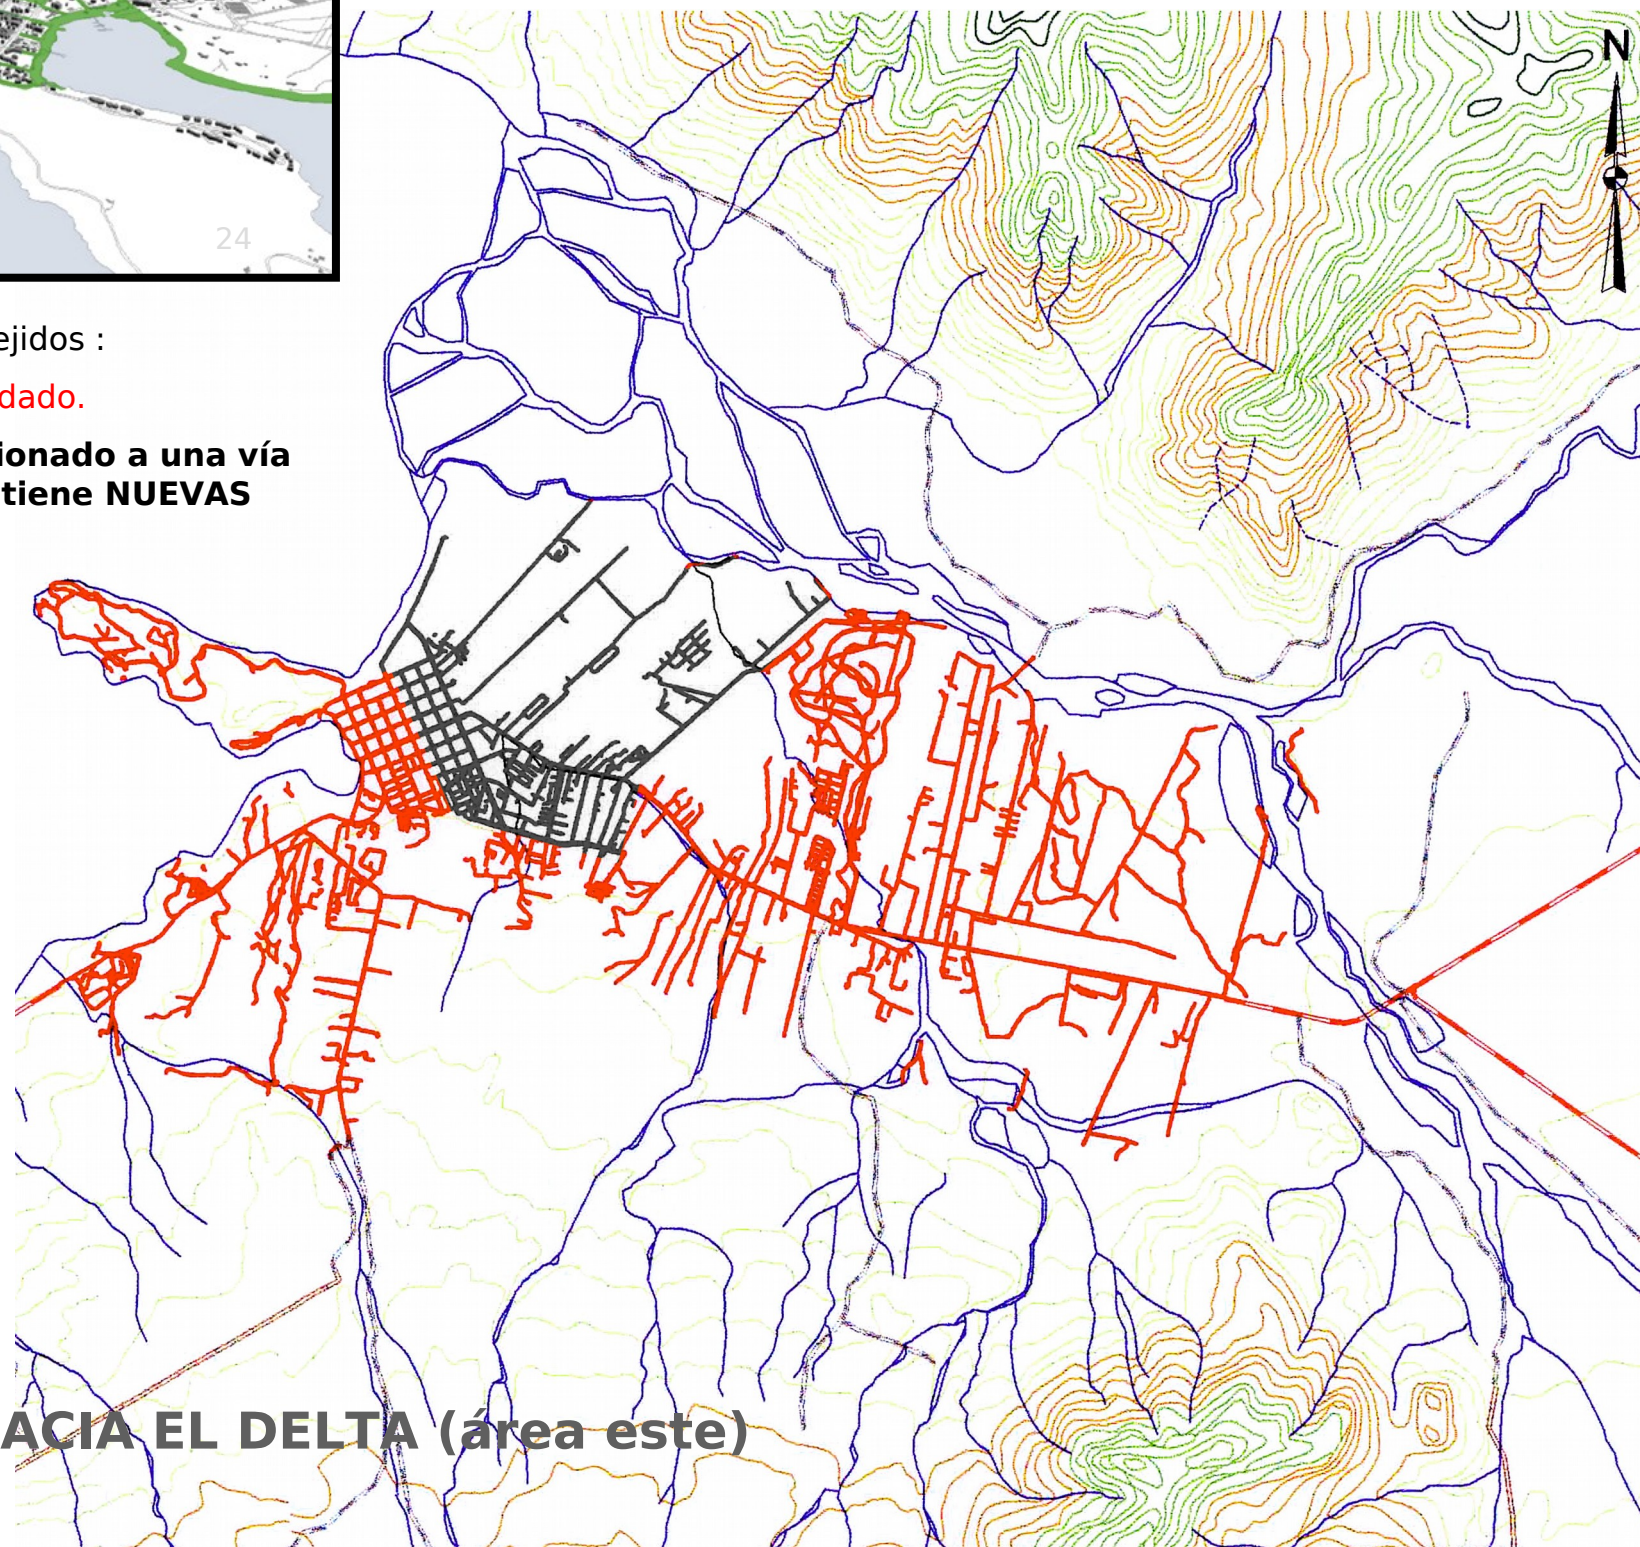 N
24
ejidos :
dado.
ionado a una vía
tiene NUEVAS
ACIA EL DELTA (área este)